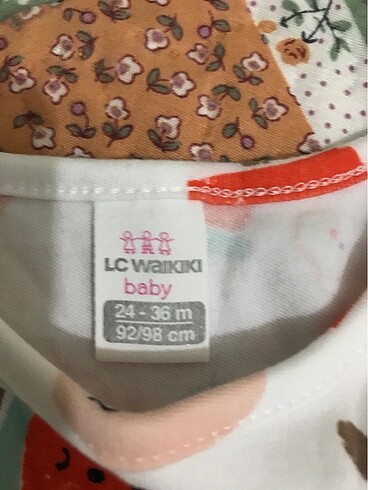 LC WAIKIKI
baby
24 - 36 m
92/98 cm